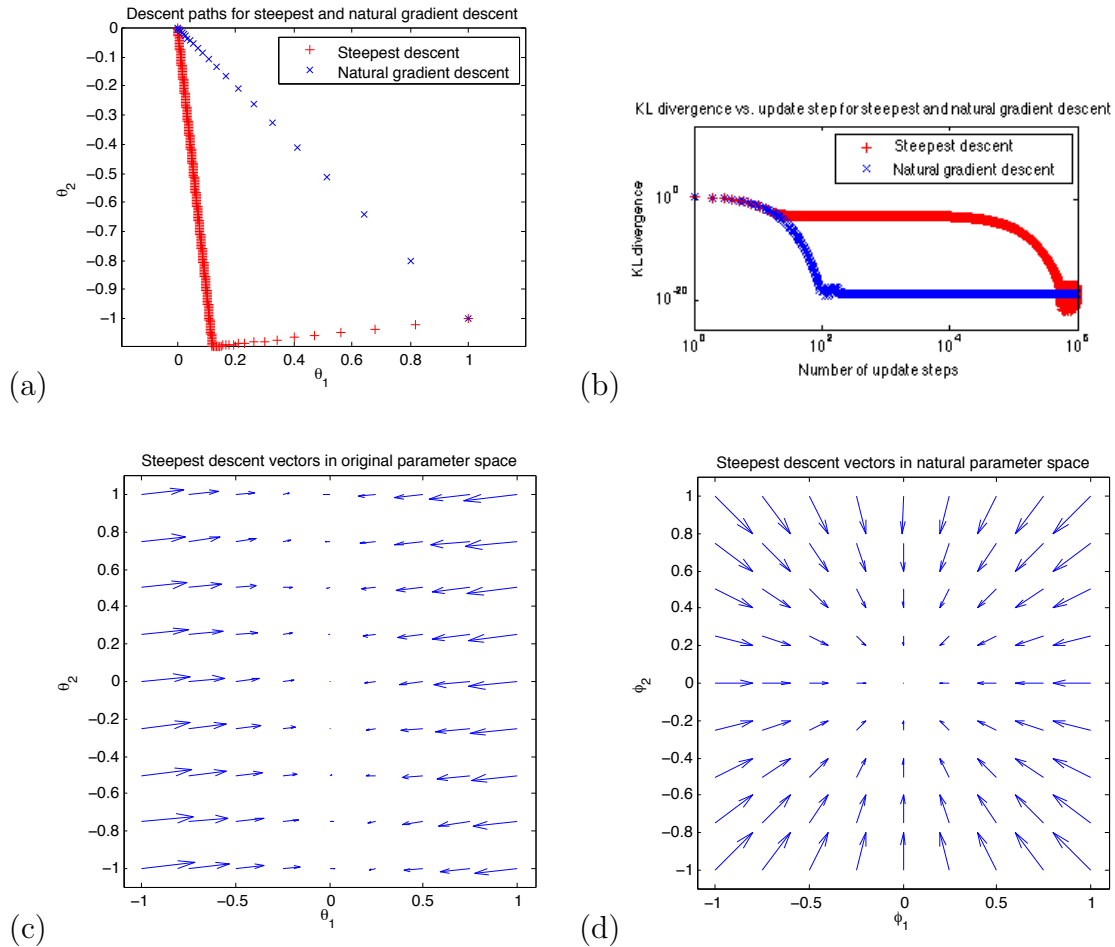 Descent paths for steepest and natural gradient descent
0
−0.1
−0.2
−0.3
−0.4
−0.5
−0.6
−0.7
−0.8
−0.9
−1
θ2
Steepest descent
Natural gradient descent
0
0.2
0.4
0.6
0.8
1
θ1
(a)
KL divergence vs. update step for steepest and natural gradient descent
Steepest descent
Natural gradient descent
10^0
10^-20
KL divergence
10^0
10^2
10^4
10^6
Number of update steps
(b)
Steepest descent vectors in original parameter space
1
0.8
0.6
0.4
0.2
0
−0.2
−0.4
−0.6
−0.8
−1
θ2
−1
−0.5
0
0.5
1
θ1
(c)
Steepest descent vectors in natural parameter space
1
0.8
0.6
0.4
0.2
0
−0.2
−0.4
−0.6
−0.8
−1
ϕ2
−1
−0.5
0
0.5
1
ϕ1
(d)